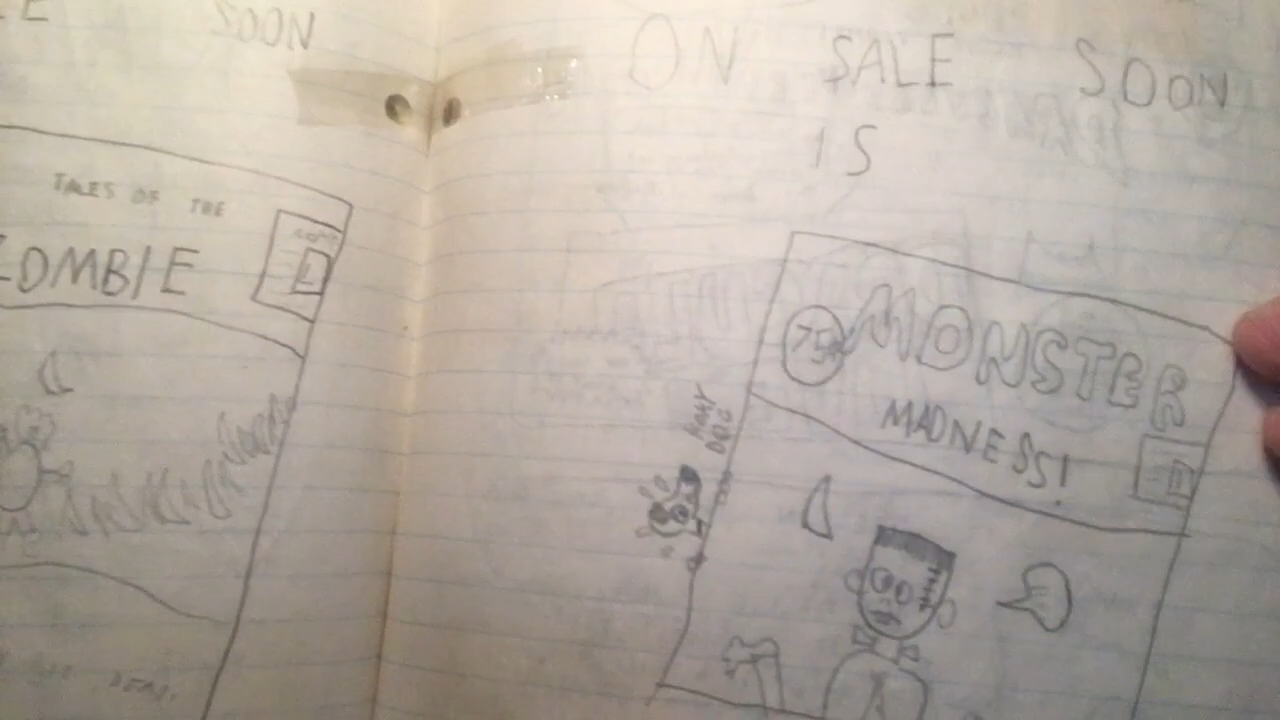 SOON
TALES OF THE
ZOMBIE
ON SALE SOON
IS
75
MONSTER
MADNESS!